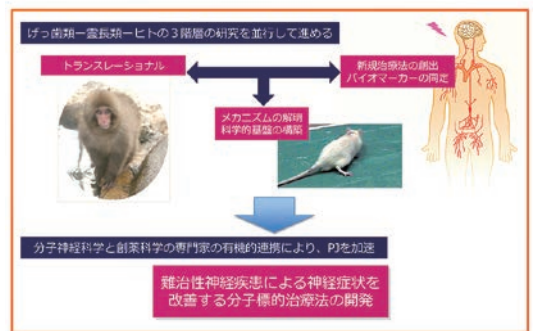 げっ歯類ー霊長類ーヒトの３階層の研究を並行して進める
トランスレーショナル
新規治療法の創出
バイオマーカーの同定
メカニズムの解明
科学的基盤の構築
分子神経科学と創薬科学の専門家の有機的連携により、PJを加速
難治性神経疾患による神経症状を
改善する分子標的治療法の開発